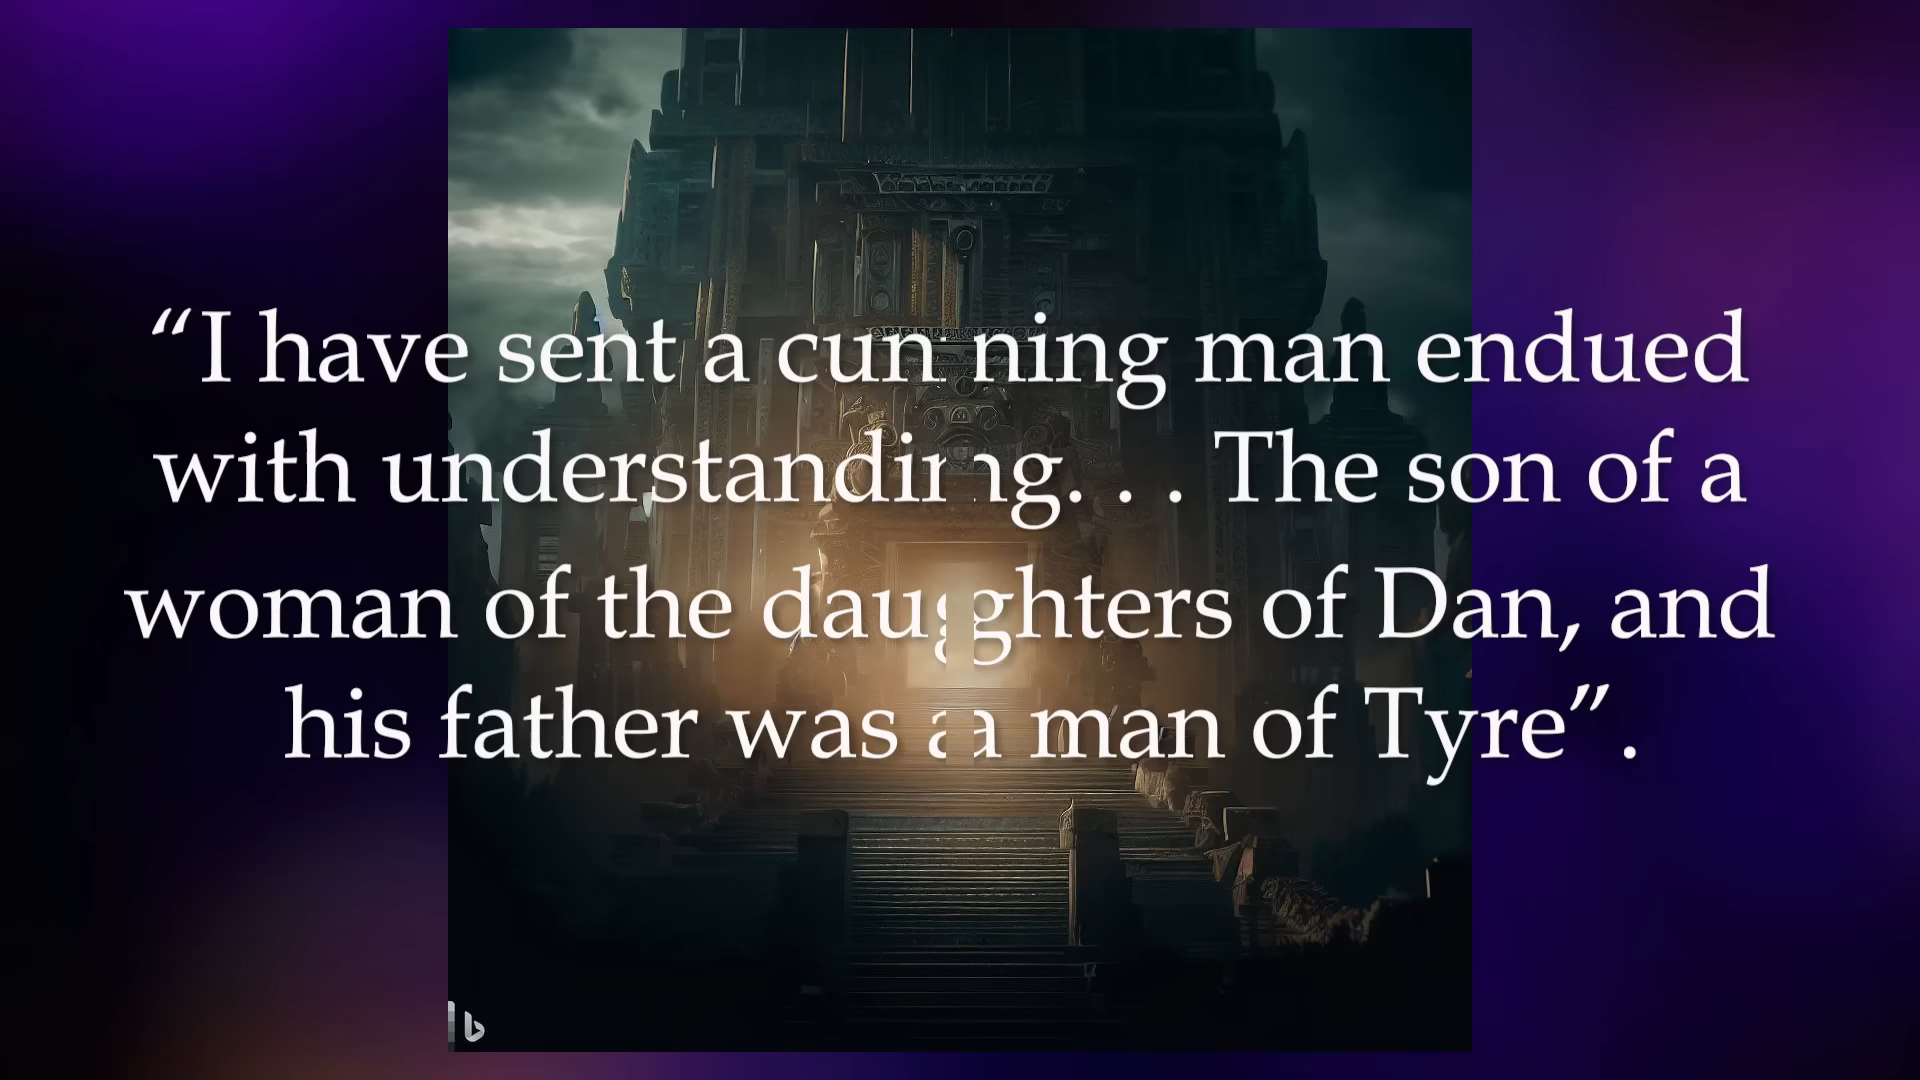 “I have sent a cunning man endued
with understanding. . . The son of a
woman of the daughters of Dan, and
his father was a man of Tyre”.